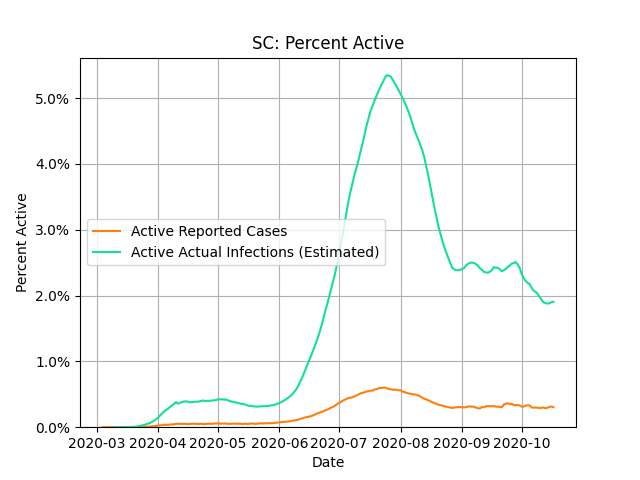 SC: Percent Active
Percent Active
5.0%
4.0%
3.0%
2.0%
1.0%
0.0%
Active Reported Cases
Active Actual Infections (Estimated)
2020-03 2020-04 2020-05 2020-06 2020-07 2020-08 2020-09 2020-10
Date